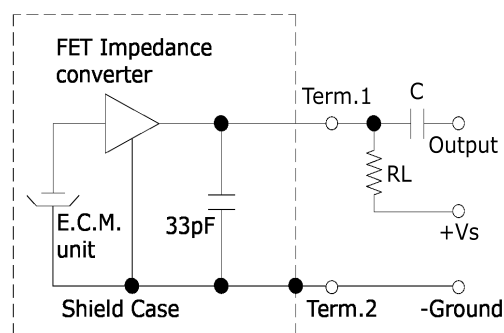 FET Impedance
converter
Term.1
C
Output
RL
E.C.M.
unit
33pF
+Vs
Shield Case
Term.2
-Ground